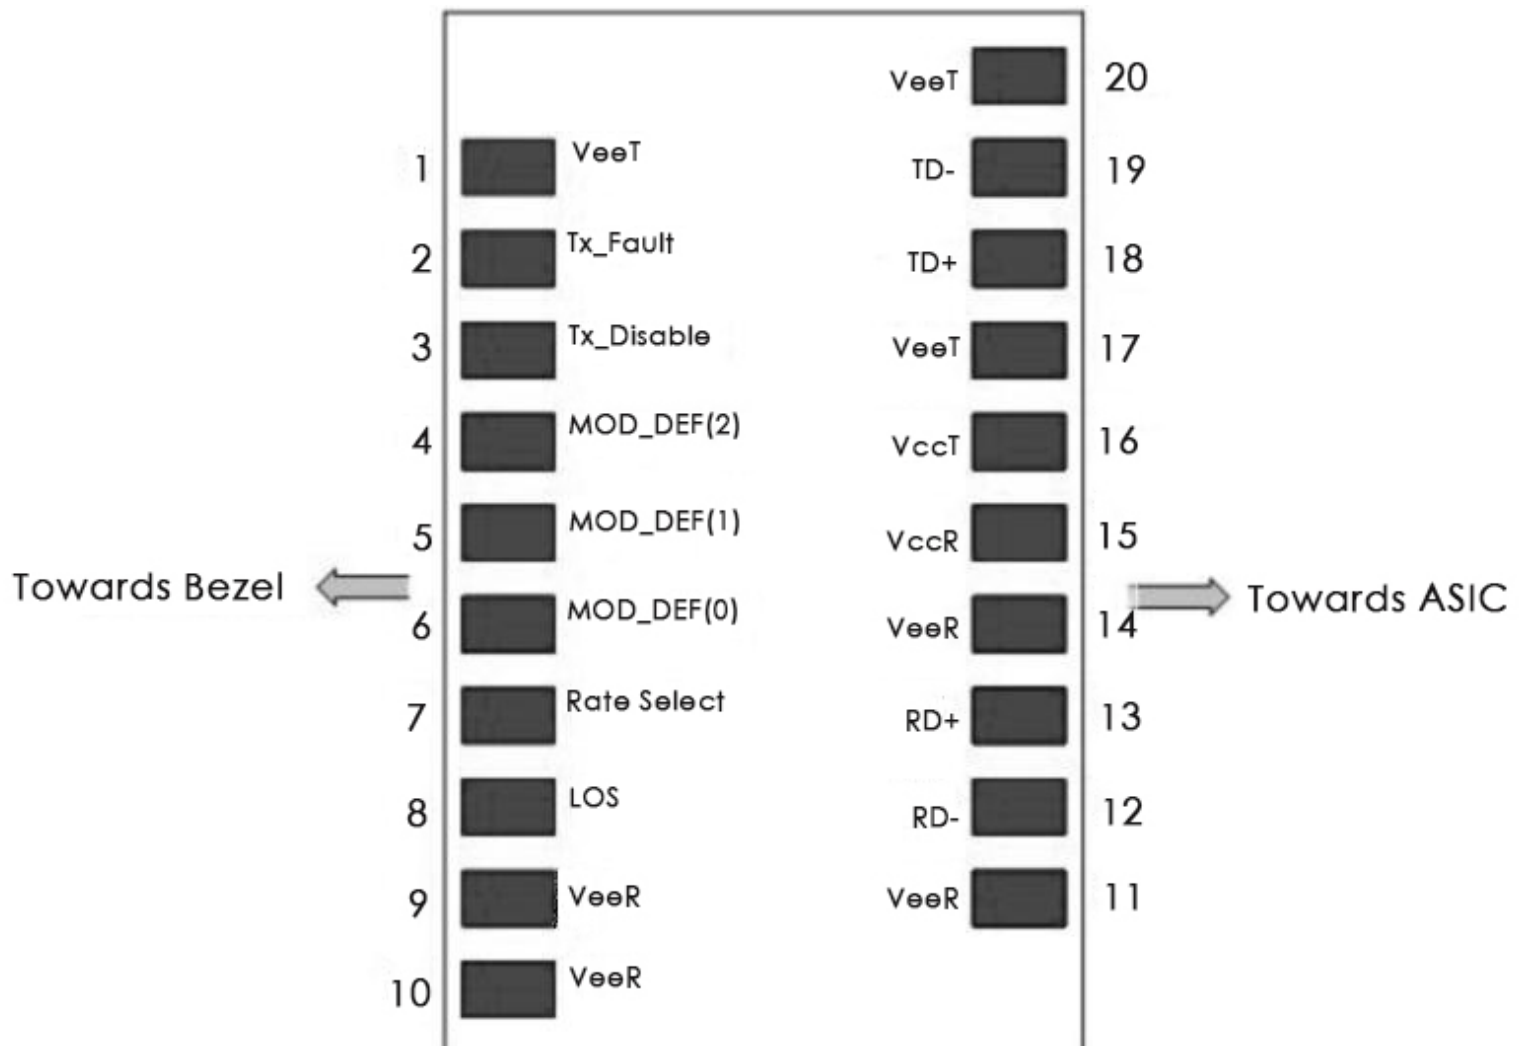 VeeT 20
1 VeeT TD- 19
2 Tx_Fault TD+ 18
3 Tx_Disable VeeT 17
4 MOD_DEF(2) VccT 16
5 MOD_DEF(1) VccR 15
Towards Bezel
Towards ASIC
6 MOD_DEF(0) VeeR 14
7 Rate Select RD+ 13
8 LOS RD- 12
9 VeeR VeeR 11
10 VeeR